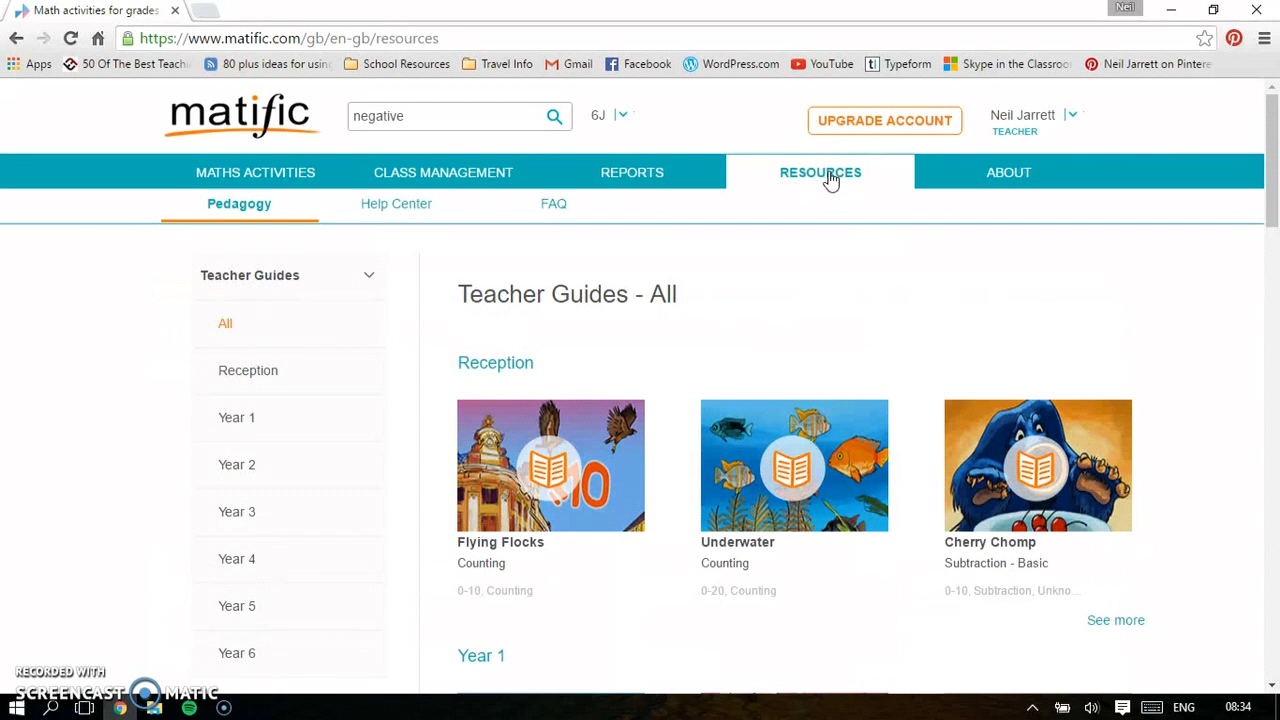 Math activities for grades
Neil
https://www.matific.com/gb/en-gb/resources
Apps 50 Of The Best Teach 80 plus ideas for using School Resources Travel Info Gmail Facebook WordPress.com YouTube Typeform Skype in the Classroo Neil Jarrett on Pintere
matific negative 6J UPGRADE ACCOUNT Neil Jarrett
TEACHER
MATHS ACTIVITIES CLASS MANAGEMENT REPORTS RESOURCES ABOUT
Pedagogy Help Center FAQ
Teacher Guides
All
Reception
Year 1
Year 2
Year 3
Year 4
Year 5
Year 6
Teacher Guides - All
Reception
10
Flying Flocks Underwater Cherry Chomp
Counting Counting Subtraction - Basic
0-10, Counting 0-20, Counting 0-10, Subtraction, Unkno...
See more
Year 1
RECORDED WITH
SCREENCAST MATIC
ENG 08:34